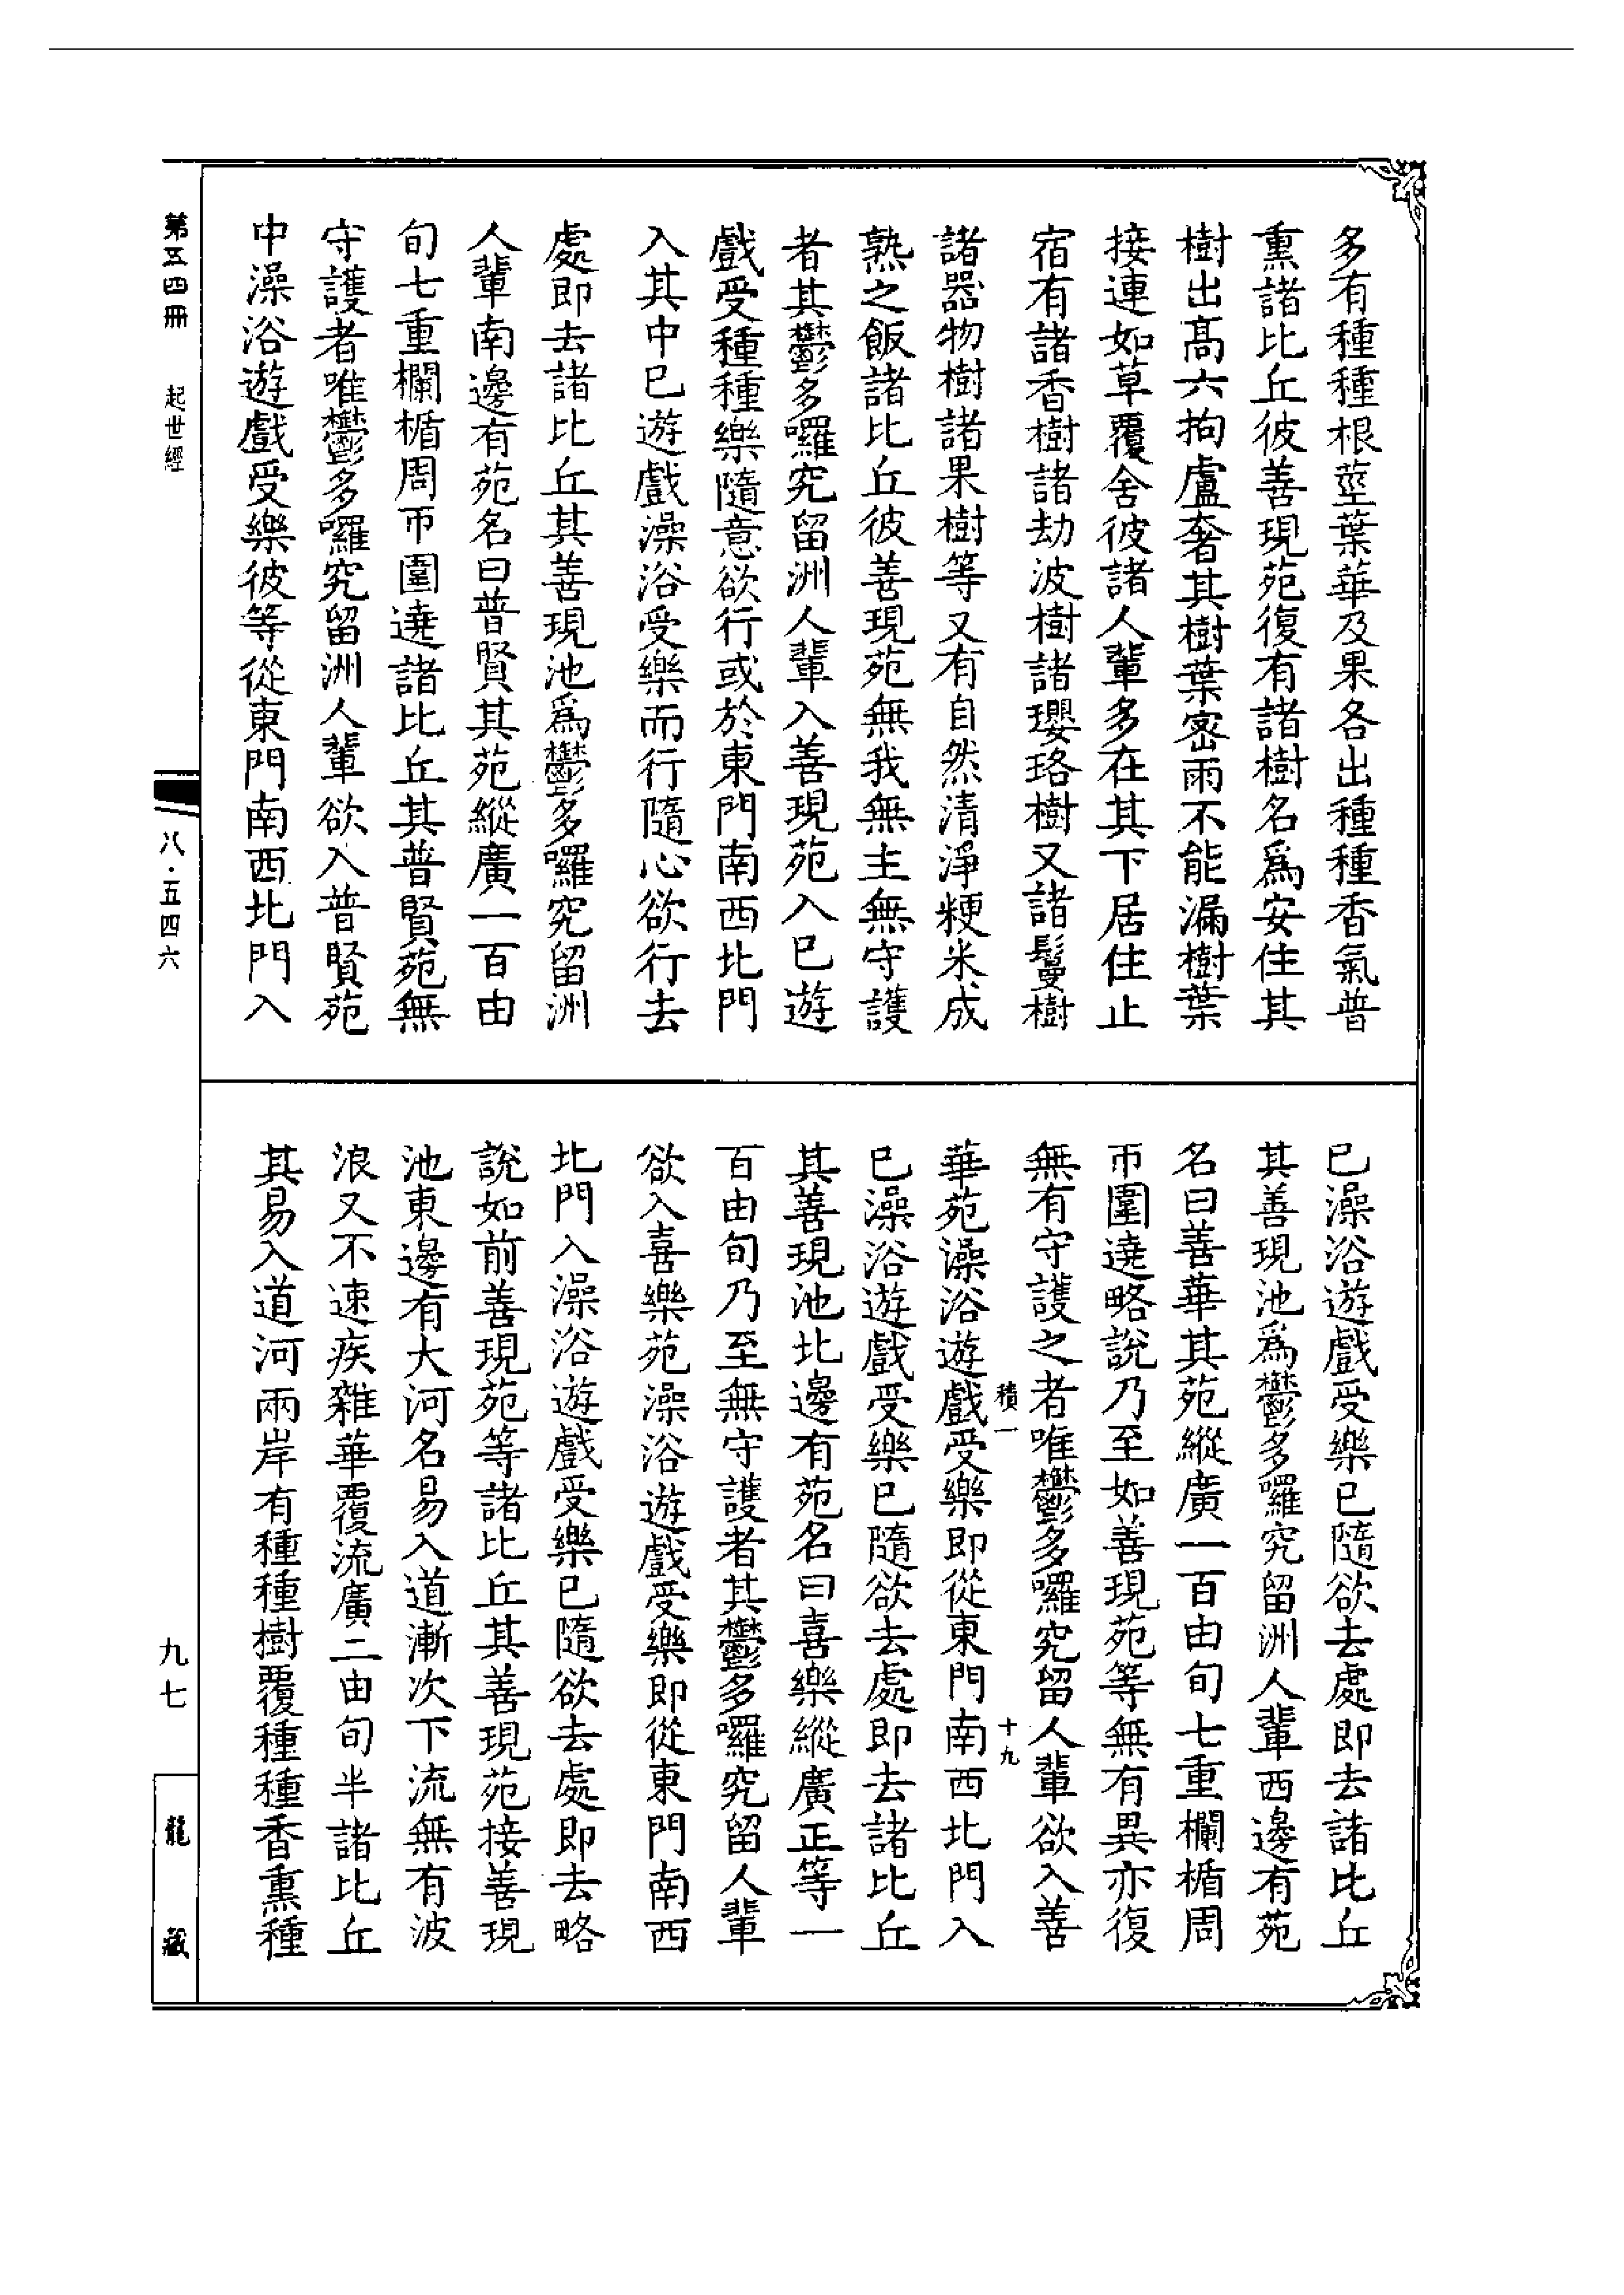 多有種種根莖葉華及果各出種種香氣普
熏諸比丘彼善現苑復有諸樹名爲安住其
樹出髙六拘盧奢其樹葉密雨不能漏樹葉
接連如草覆舍彼諸人輩多在其下居住止
宿有諸香樹諸劫波樹諸瓔珞樹又諸鬘樹
諸器物樹諸果樹等又有自然清淨粳米成
熟之飯諸比丘彼善現苑無我無主無守護
者其鬱多囉究留洲人輩入善現苑入已遊
戲受種種樂隨意欲行或於東門南西北門
入其中已遊戲澡浴受樂而行隨心欲行去
處即去諸比丘其善現池爲鬱多囉究留洲
人輩南邊有苑名曰普賢其苑縱廣一百由
旬七重欄楯周帀圍遶諸比丘其普賢苑無
守護者唯鬱多囉究留洲人輩欲入普賢苑
中澡浴遊戲受樂彼等從東門南西北門入
已澡浴遊戲受樂已隨欲去處即去諸比丘
其善現池爲鬱多囉究留洲人輩西邊有苑
名曰善華其苑縱廣一百由旬七重欄楯周
帀圍遶略說乃至如善現苑等無有異亦復
無有守護之者唯鬱多囉究留人輩欲入善
積一 十九
華苑澡浴遊戲受樂即從東門南西北門入
已澡浴遊戲受樂已隨欲去處即去諸比丘
其善現池北邊有苑名曰喜樂縱廣正等一
百由旬乃至無守護者其鬱多囉究留人輩
欲入喜樂苑澡浴遊戲受樂即從東門南西
北門入澡浴遊戲受樂已隨欲去處即去略
說如前善現苑等諸比丘其善現苑接善現
池東邊有大河名易入道漸次下流無有波
浪又不速疾雜華覆流廣二由旬半諸比丘
其易入道河兩岸有種種樹覆種種香熏種
第五四冊 起世經
八·五四六
九七
龍藏